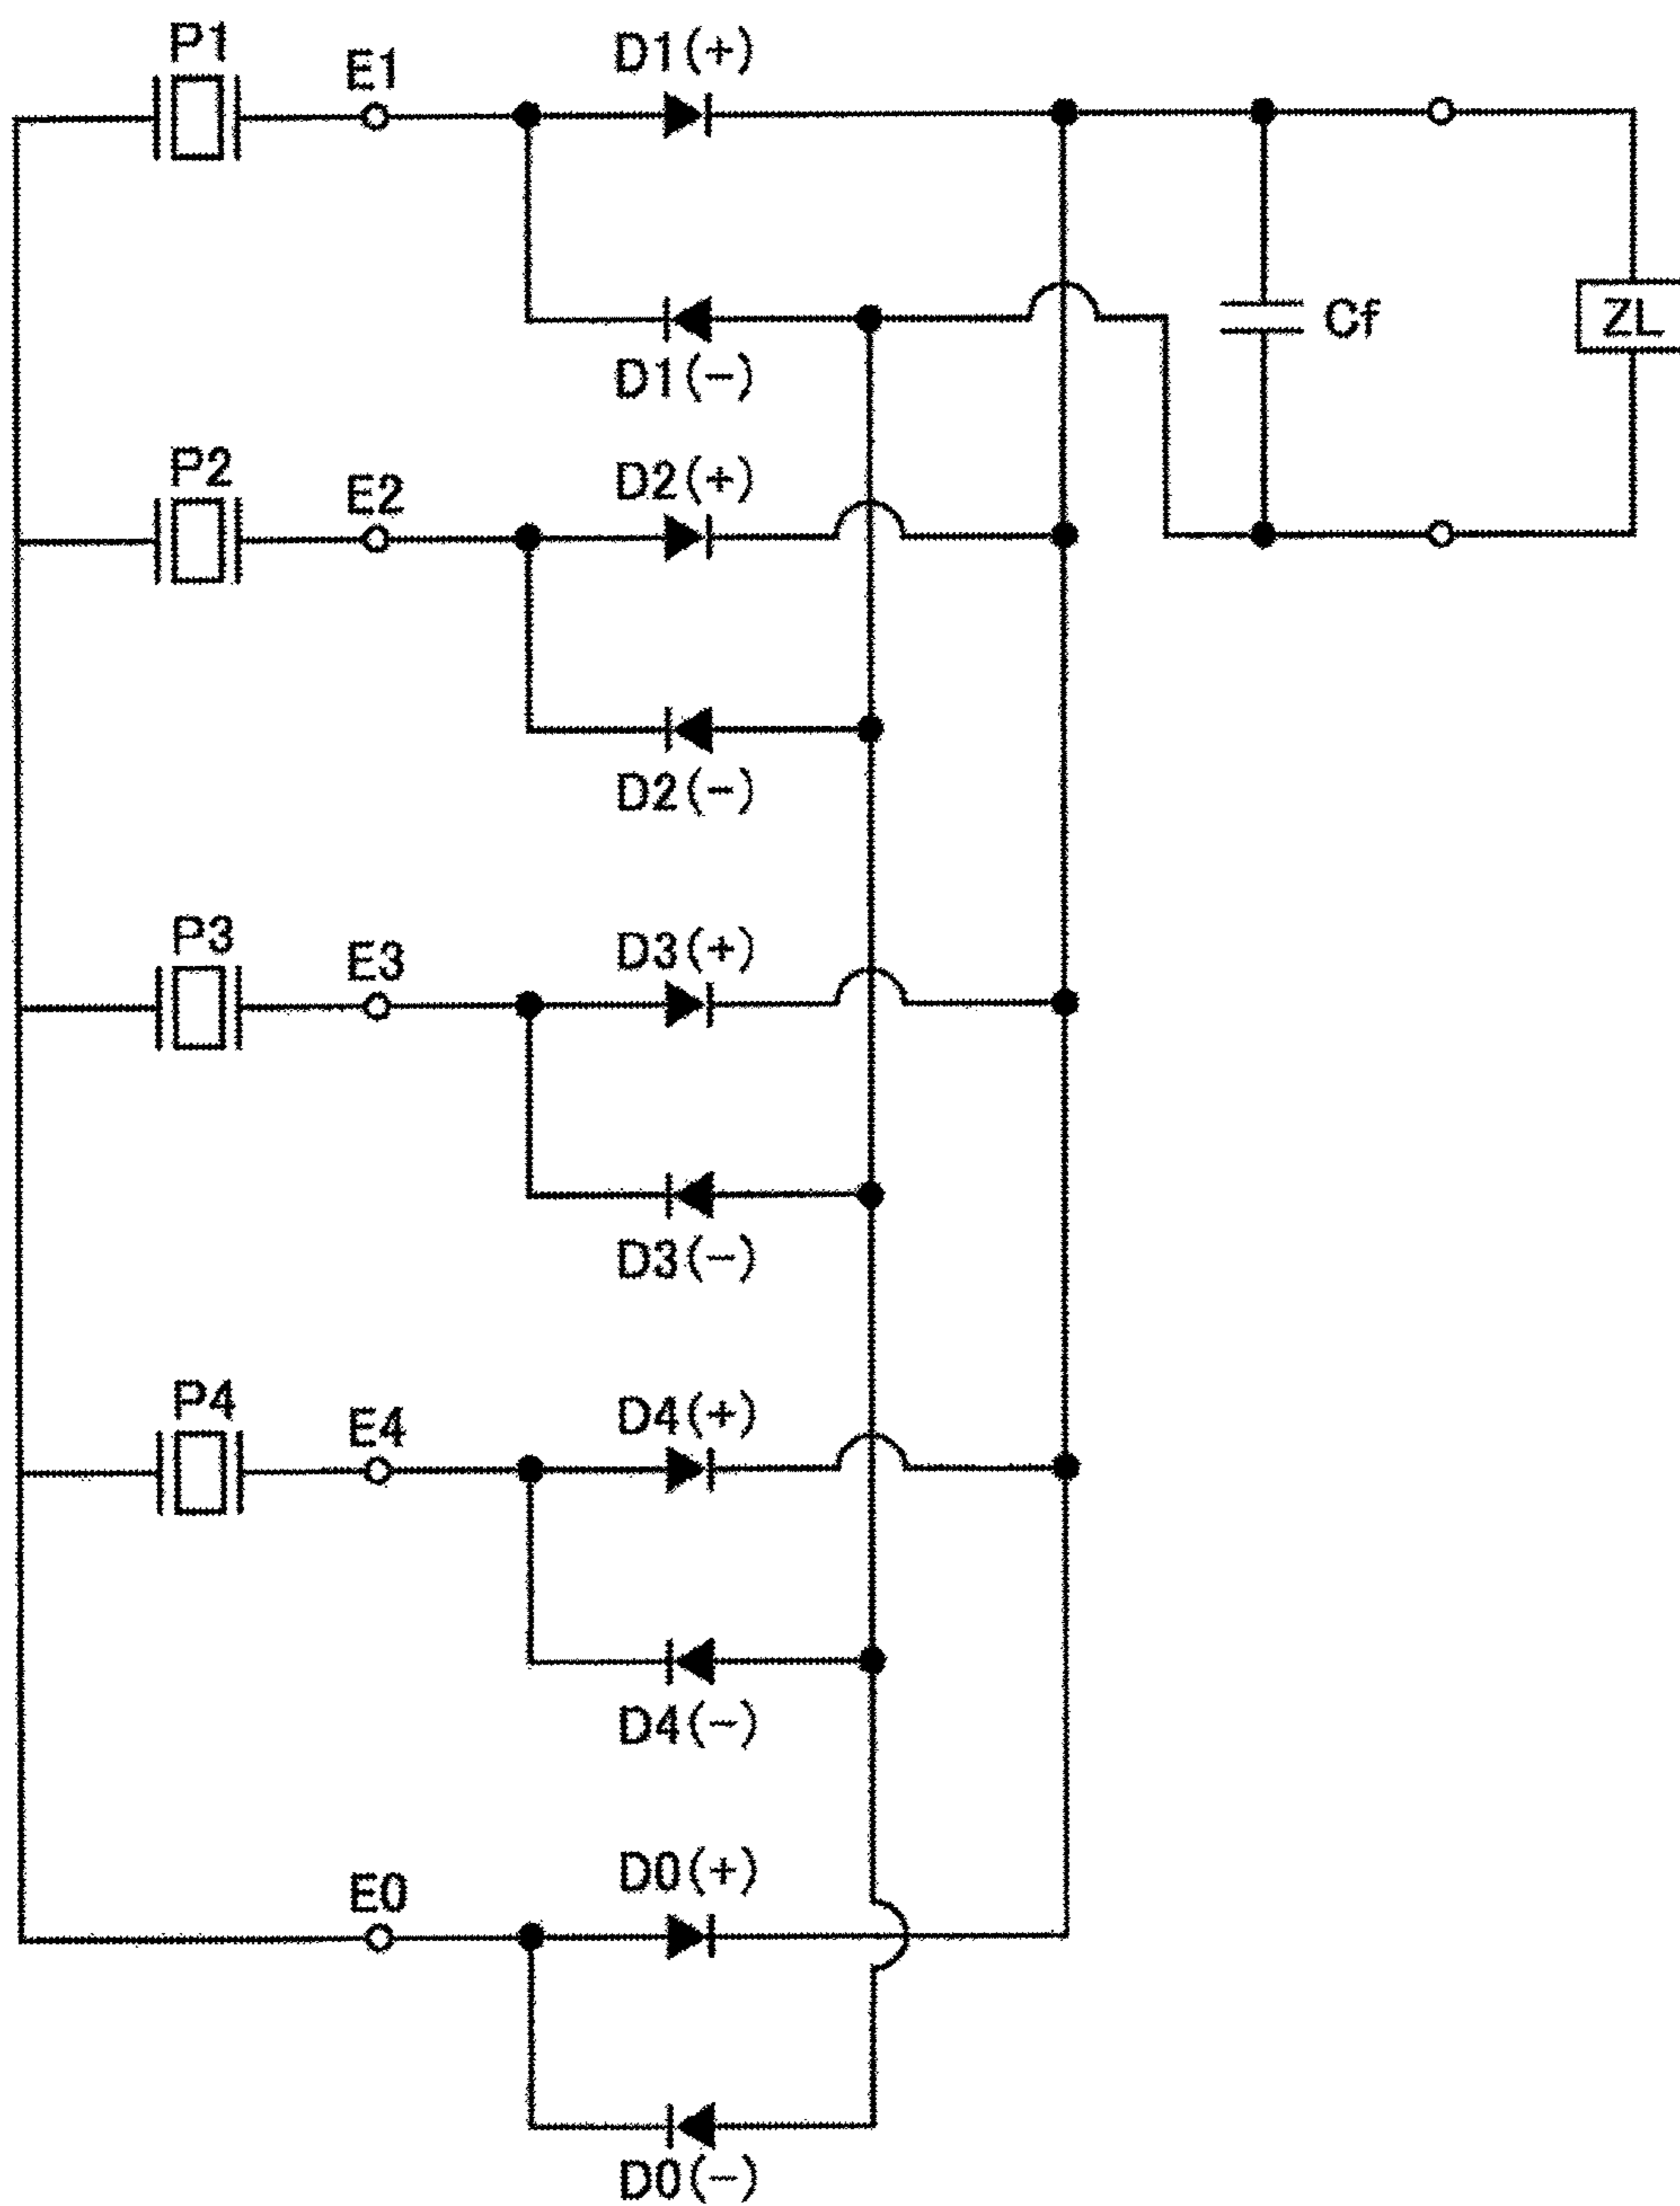 P1
E1
D1(+)
D1(−)
Cf
ZL
P2
E2
D2(+)
D2(−)
P3
E3
D3(+)
D3(−)
P4
E4
D4(+)
D4(−)
E0
D0(+)
D0(−)